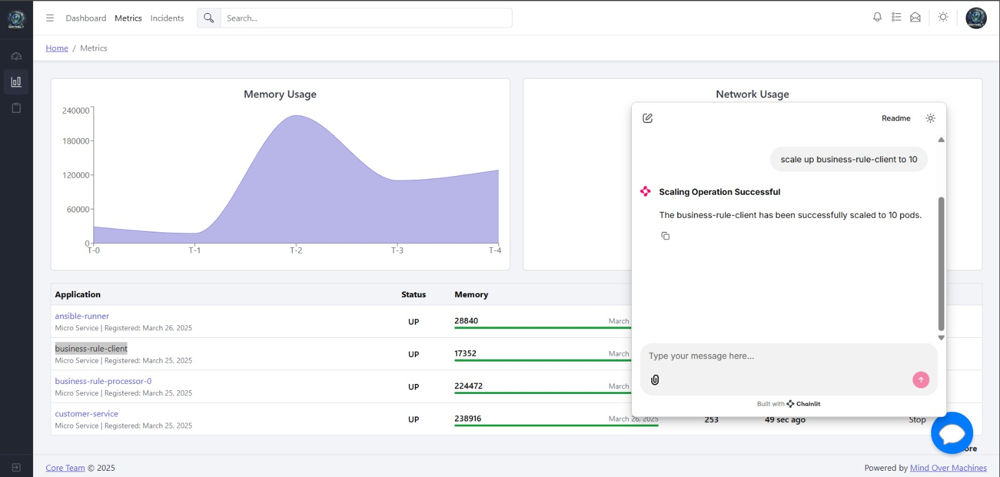 SENTINELX
Dashboard Metrics Incidents Search...
Home / Metrics
Memory Usage
240000
180000
120000
60000
0
T-0 T-1 T-2 T-3 T-4
Network Usage
Readme
scale up business-rule-client to 10
Scaling Operation Successful
The business-rule-client has been successfully scaled to 10 pods.
Type your message here...
Built with Chainlit
Application Status Memory
ansible-runner
Micro Service | Registered: March 26, 2025
UP
28840 March
business-rule-client
Micro Service | Registered: March 25, 2025
UP
17352 March
business-rule-processor-0
Micro Service | Registered: March 25, 2025
UP
224472 March
customer-service
Micro Service | Registered: March 25, 2025
UP
238916 March 26, 2025 253 49 sec ago Stop
ore
Core Team © 2025
Powered by Mind Over Machines